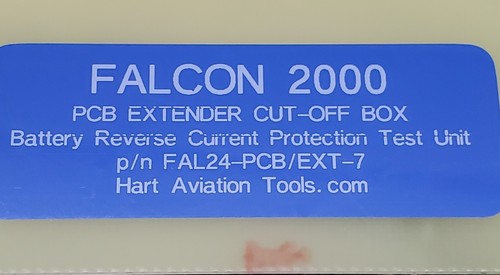 FALCON 2000
PCB EXTENDER CUT-OFF BOX
Battery Reverse Current Protection Test Unit
p/n FAL24-PCB/EXT-7
Hart Aviation Tools.com